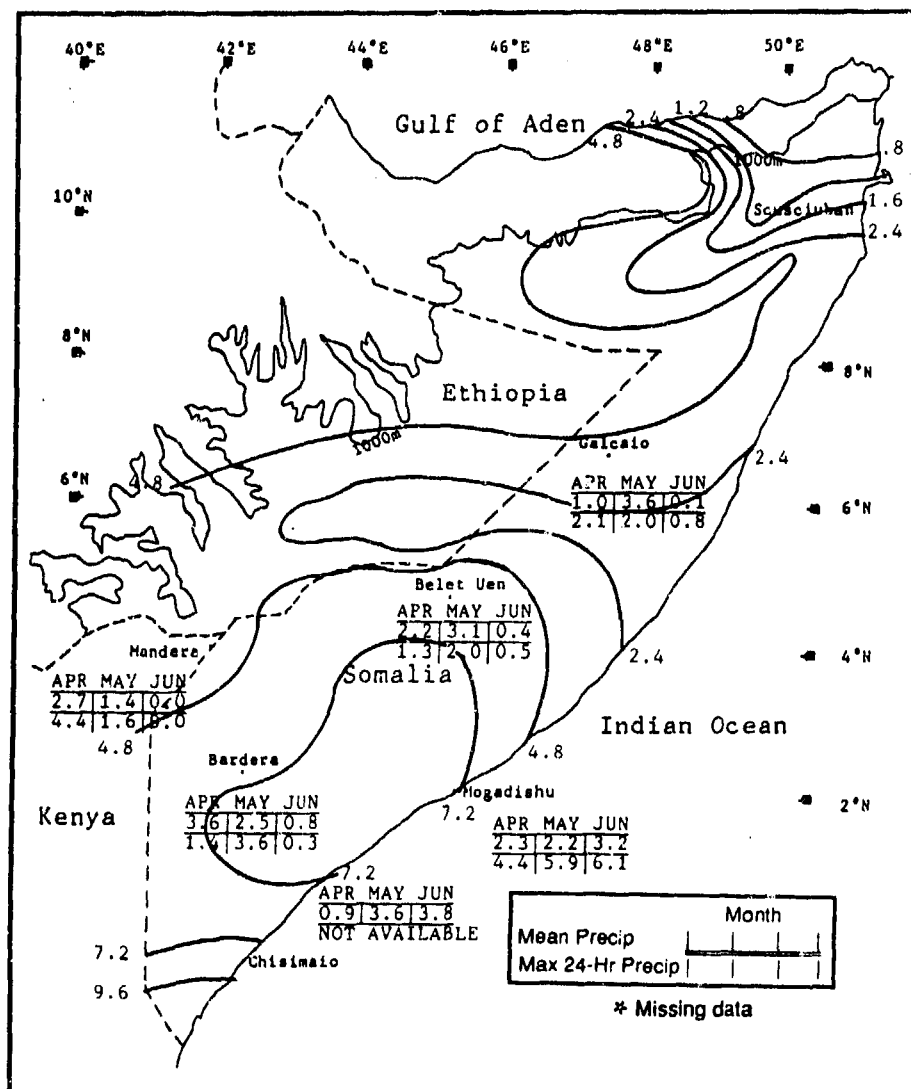 40°E 42°E 44°E 46°E 48°E 50°E
Gulf of Aden
4.8 2.4 1.2 .8
1000m
.8
10°N
Scusciuban
1.6
2.4
8°N
8°N
Ethiopia
1000m
Galcaio
2.4
6°N
4.8
APR MAY JUN
1.0 3.6 0.1
2.1 2.0 0.8
6°N
Belet Uen
APR MAY JUN
2.2 3.1 0.4
1.3 2.0 0.5
Mandera
2.4
4°N
Somalia
APR MAY JUN
2.7 1.4
4.4 1.6
4.8
Indian Ocean
4.8
Bardera
Mogadishu
7.2
2°N
Kenya
APR MAY JUN
3.6 2.5 0.8
1.4 3.6 0.3
APR MAY JUN
2.3 2.2 3.2
4.4 5.9 6.1
7.2
APR MAY JUN
0.9 3.6 3.8
NOT AVAILABLE
Month
Mean Precip
Max 24-Hr Precip
7.2
Chisimaio
9.6
* Missing data